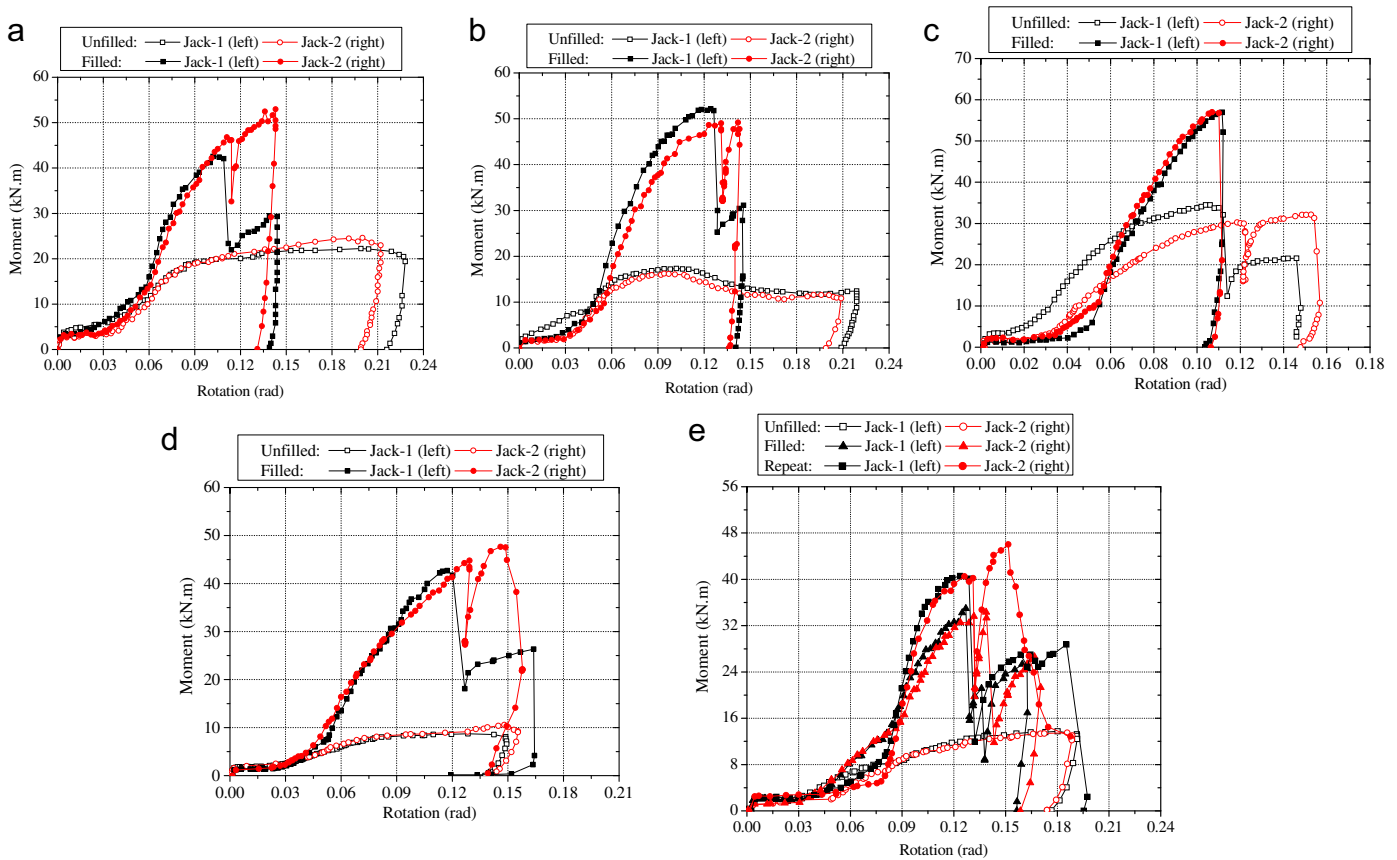 a
Unfilled: Jack-1 (left) Jack-2 (right)
Filled: Jack-1 (left) Jack-2 (right)
60
50
40
30
20
10
0
Moment (kN.m)
0.00 0.03 0.06 0.09 0.12 0.15 0.18 0.21 0.24
Rotation (rad)
b
Unfilled: Jack-1 (left) Jack-2 (right)
Filled: Jack-1 (left) Jack-2 (right)
60
50
40
30
20
10
0
Moment (kN.m)
0.00 0.03 0.06 0.09 0.12 0.15 0.18 0.21 0.24
Rotation (rad)
c
Unfilled: Jack-1 (left) Jack-2 (right)
Filled: Jack-1 (left) Jack-2 (right)
70
60
50
40
30
20
10
0
Moment (kN.m)
0.00 0.02 0.04 0.06 0.08 0.10 0.12 0.14 0.16 0.18
Rotation (rad)
d
Unfilled: Jack-1 (left) Jack-2 (right)
Filled: Jack-1 (left) Jack-2 (right)
60
50
40
30
20
10
0
Moment (kN.m)
0.00 0.03 0.06 0.09 0.12 0.15 0.18 0.21
Rotation (rad)
e
Unfilled: Jack-1 (left) Jack-2 (right)
Filled: Jack-1 (left) Jack-2 (right)
Repeat: Jack-1 (left) Jack-2 (right)
56
48
40
32
24
16
8
0
Moment (kN.m)
0.00 0.03 0.06 0.09 0.12 0.15 0.18 0.21 0.24
Rotation (rad)